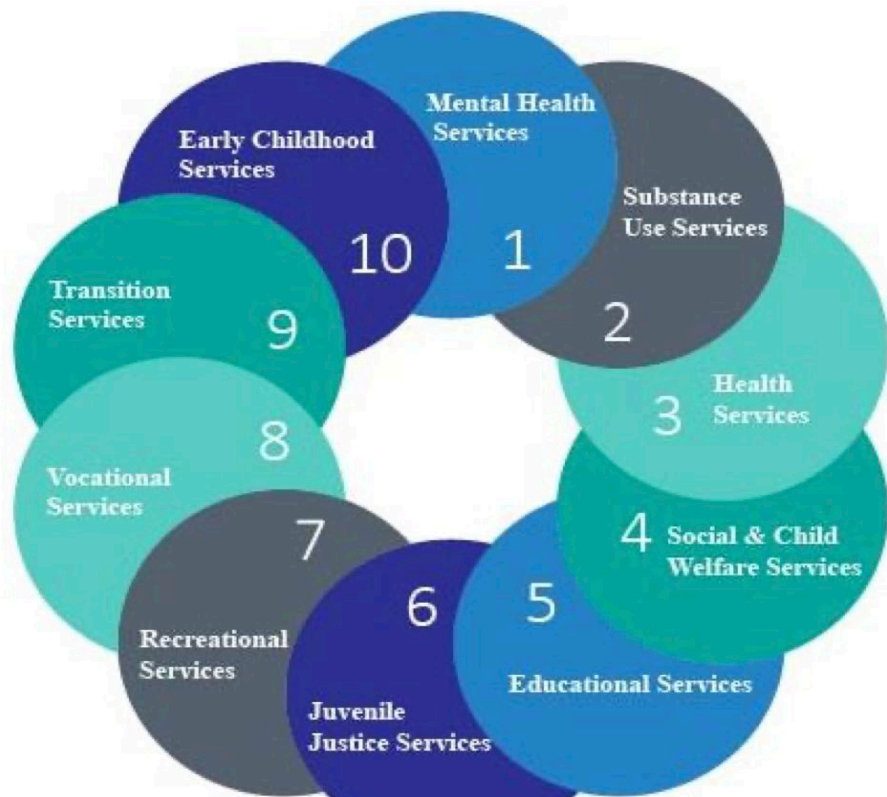 Mental Health
Services
1
Substance
Use Services
2
Health
Services
3
Social & Child
Welfare Services
4
Educational Services
5
Juvenile
Justice Services
6
Recreational
Services
7
Vocational
Services
8
Transition
Services
9
Early Childhood
Services
10